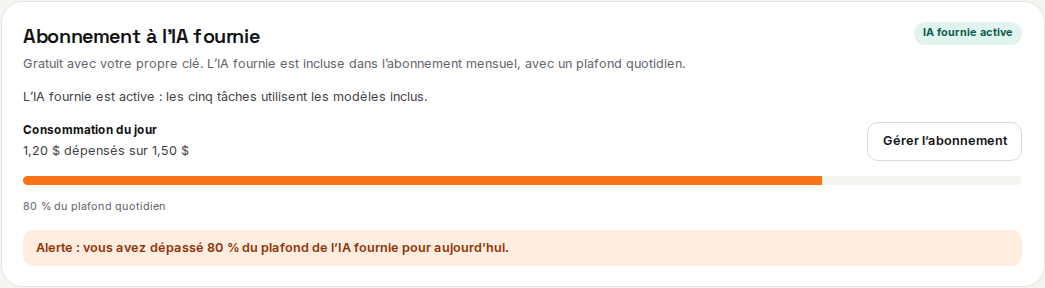 Abonnement à l’IA fournie
IA fournie active
Gratuit avec votre propre clé. L’IA fournie est incluse dans l’abonnement mensuel, avec un plafond quotidien.
L’IA fournie est active : les cinq tâches utilisent les modèles inclus.
Consommation du jour
1,20 $ dépensés sur 1,50 $
Gérer l’abonnement
80 % du plafond quotidien
Alerte : vous avez dépassé 80 % du plafond de l’IA fournie pour aujourd’hui.